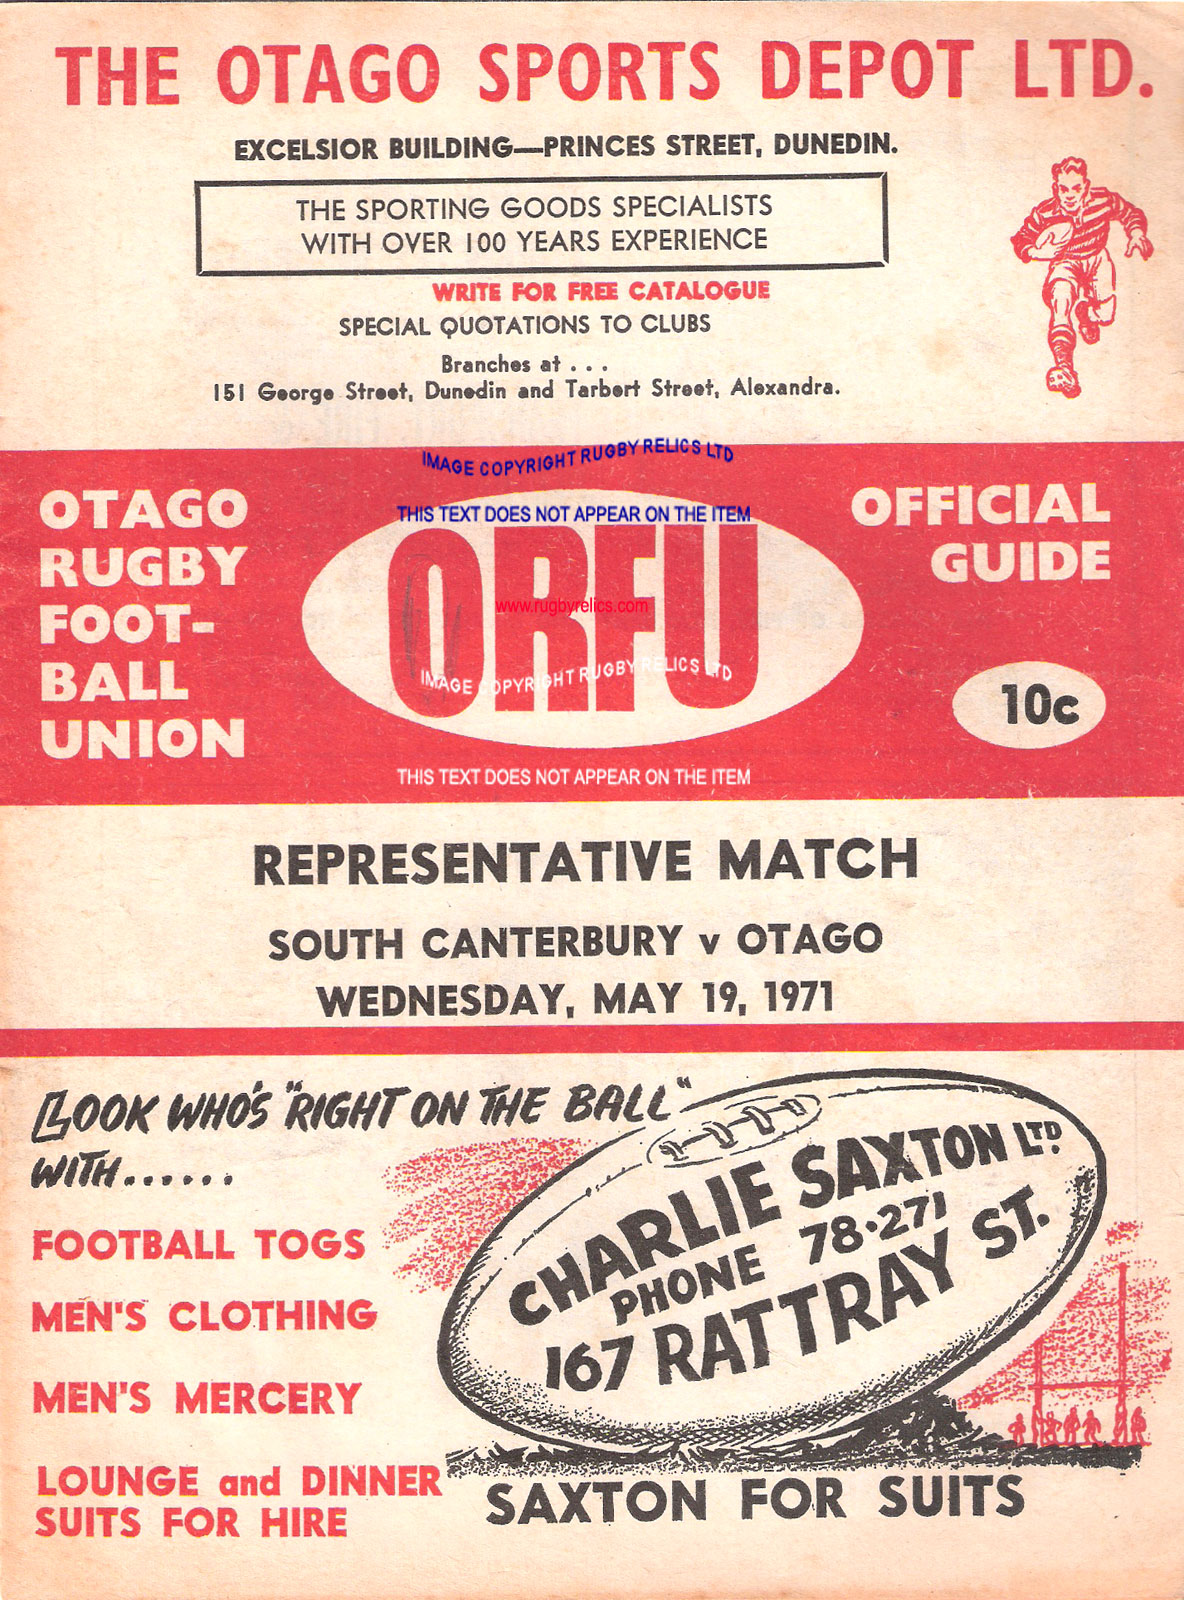 THE OTAGO SPORTS DEPOT LTD.
EXCELSIOR BUILDING—PRINCES STREET, DUNEDIN.
THE SPORTING GOODS SPECIALISTS
WITH OVER 100 YEARS EXPERIENCE
WRITE FOR FREE CATALOGUE
SPECIAL QUOTATIONS TO CLUBS
Branches at . . .
151 George Street, Dunedin and Tarbert Street, Alexandra.
IMAGE COPYRIGHT RUGBY RELICS LTD
THIS TEXT DOES NOT APPEAR ON THE ITEM
OTAGO
RUGBY
FOOT-
BALL
UNION
ORFU
www.rugbyrelics.com
IMAGE COPYRIGHT RUGBY RELICS LTD
THIS TEXT DOES NOT APPEAR ON THE ITEM
OFFICIAL
GUIDE
10c
REPRESENTATIVE MATCH
SOUTH CANTERBURY v OTAGO
WEDNESDAY, MAY 19, 1971
LOOK WHO'S "RIGHT ON THE BALL"
WITH......
FOOTBALL TOGS
MEN'S CLOTHING
MEN'S MERCERY
LOUNGE and DINNER
SUITS FOR HIRE
CHARLIE SAXTON LTD.
PHONE 78·271
167 RATTRAY ST.
SAXTON FOR SUITS